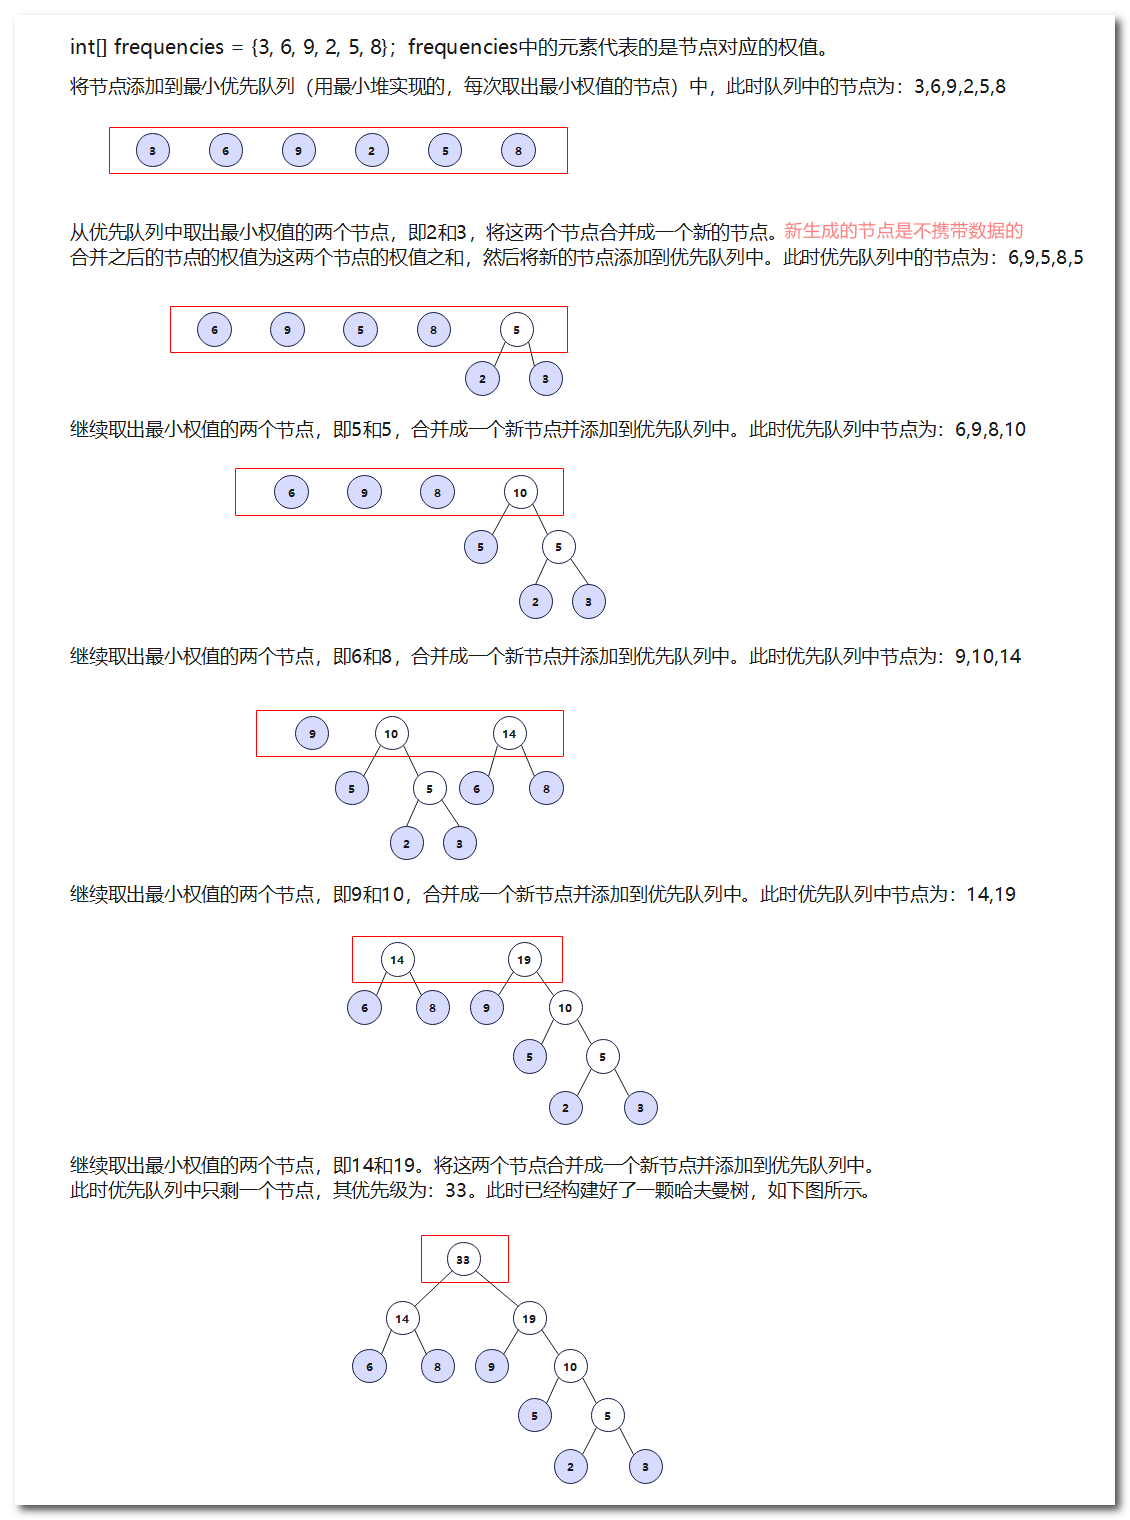 int[] frequencies = {3, 6, 9, 2, 5, 8}；frequencies中的元素代表的是节点对应的权值。
将节点添加到最小优先队列（用最小堆实现的，每次取出最小权值的节点）中，此时队列中的节点为：3,6,9,2,5,8
3 6 9 2 5 8
从优先队列中取出最小权值的两个节点，即2和3，将这两个节点合并成一个新的节点。新生成的节点是不携带数据的
合并之后的节点的权值为这两个节点的权值之和，然后将新的节点添加到优先队列中。此时优先队列中的节点为：6,9,5,8,5
6 9 5 8 5
2 3
继续取出最小权值的两个节点，即5和5，合并成一个新节点并添加到优先队列中。此时优先队列中节点为：6,9,8,10
6 9 8 10
5 5
2 3
继续取出最小权值的两个节点，即6和8，合并成一个新节点并添加到优先队列中。此时优先队列中节点为：9,10,14
9 10 14
5 5 6 8
2 3
继续取出最小权值的两个节点，即9和10，合并成一个新节点并添加到优先队列中。此时优先队列中节点为：14,19
14 19
6 8 9 10
5 5
2 3
继续取出最小权值的两个节点，即14和19。将这两个节点合并成一个新节点并添加到优先队列中。
此时优先队列中只剩一个节点，其优先级为：33。此时已经构建好了一颗哈夫曼树，如下图所示。
33
14 19
6 8 9 10
5 5
2 3